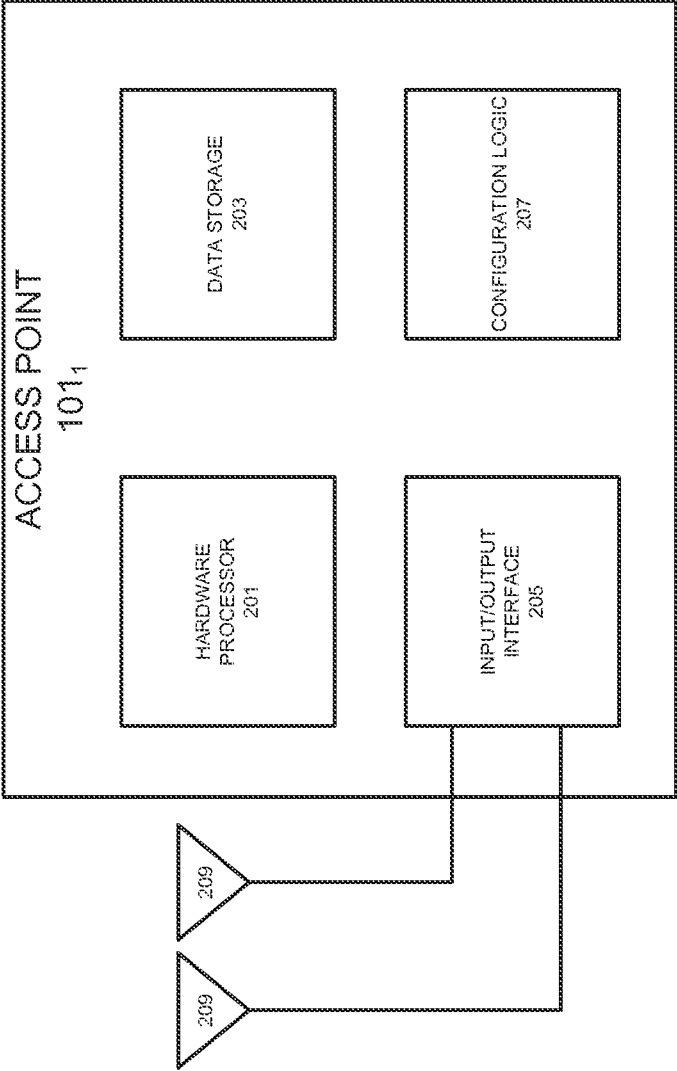 ACCESS POINT
101₁
HARDWARE
PROCESSOR
201
DATA STORAGE
203
INPUT/OUTPUT
INTERFACE
205
CONFIGURATION LOGIC
207
209
209